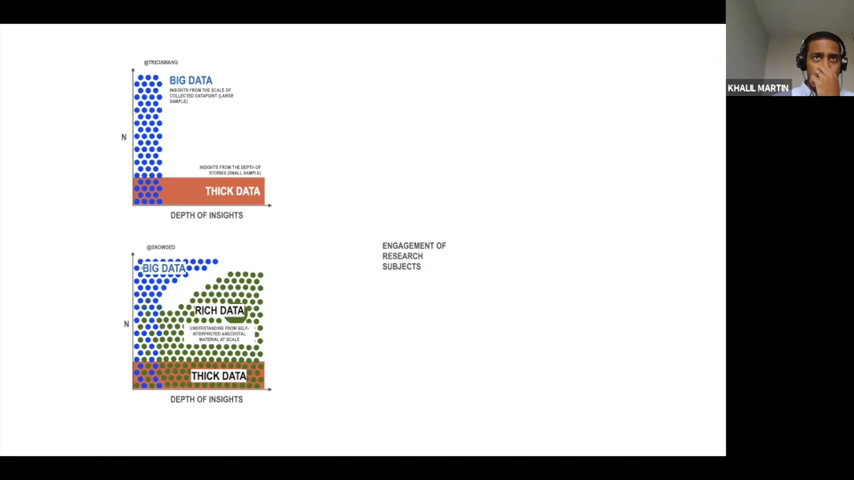 @TRICIAWANG
BIG DATA
INSIGHTS FROM THE SCALE OF
COLLECTED DATAPOINT (LARGE
SAMPLE)
N
INSIGHTS FROM THE DEPTH OF
STORIES (SMALL SAMPLE)
THICK DATA
DEPTH OF INSIGHTS
@SNOWDED
BIG DATA
RICH DATA
N
UNDERSTANDING FROM SELF-
INTERPRETED ANECDOTAL
MATERIAL AT SCALE
THICK DATA
DEPTH OF INSIGHTS
ENGAGEMENT OF
RESEARCH
SUBJECTS
KHALIL MARTIN